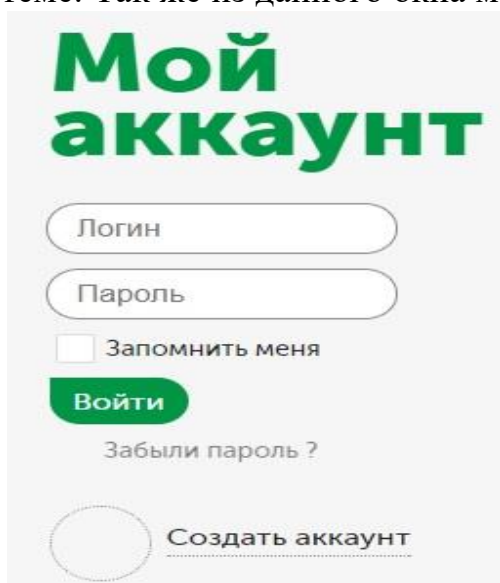 Мой
аккаунт
Логин
Пароль
Запомнить меня
Войти
Забыли пароль ?
Создать аккаунт